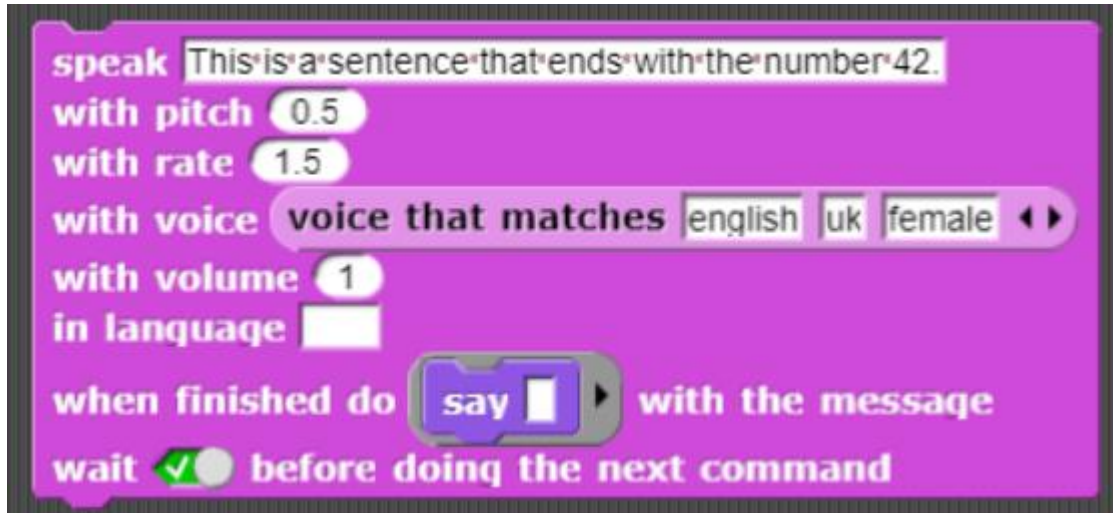 speak This is a sentence that ends with the number 42.
with pitch 0.5
with rate 1.5
with voice voice that matches english uk female
with volume 1
in language
when finished do say with the message
wait before doing the next command